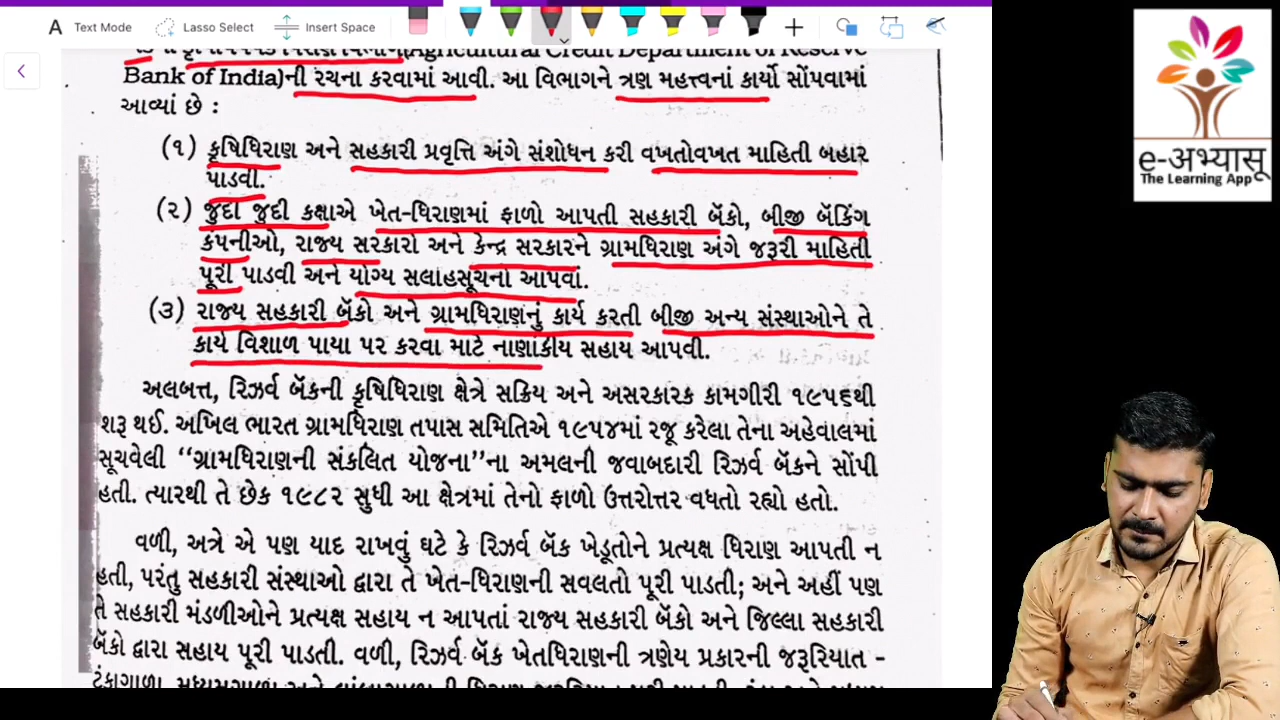 Text Mode
Lasso Select
Insert Space
કૃષિવિષયક ધિરાણ વિભાગ(Agricultural Credit Department of Reserve
Bank of India)ની રચના કરવામાં આવી. આ વિભાગને ત્રણ મહત્ત્વનાં કાર્યો સોંપવામાં
આવ્યાં છે :
(૧) કૃષિધિરાણ અને સહકારી પ્રવૃત્તિ અંગે સંશોધન કરી વખતોવખત માહિતી બહાર
પાડવી.
(૨) જુદી જુદી કક્ષાએ ખેત-ધિરાણમાં ફાળો આપતી સહકારી બૅંકો, બીજી બૅંકિંગ
કંપનીઓ, રાજ્ય સરકારો અને કેન્દ્ર સરકારને ગ્રામધિરાણ અંગે જરૂરી માહિતી
પૂરી પાડવી અને યોગ્ય સલાહસૂચનો આપવાં.
(૩) રાજ્ય સહકારી બૅંકો અને ગ્રામધિરાણનું કાર્ય કરતી બીજી અન્ય સંસ્થાઓને તે
કાર્ય વિશાળ પાયા પર કરવા માટે નાણાંકીય સહાય આપવી.
અલબત્ત, રિઝર્વ બૅંકની કૃષિધિરાણ ક્ષેત્રે સક્રિય અને અસરકારક કામગીરી ૧૯૫૬થી
શરૂ થઈ. અખિલ ભારત ગ્રામધિરાણ તપાસ સમિતિએ ૧૯૫૪માં રજૂ કરેલા તેના અહેવાલમાં
સૂચવેલી “ગ્રામધિરાણની સંકલિત યોજના”ના અમલની જવાબદારી રિઝર્વ બૅંકને સોંપી
હતી. ત્યારથી તે છેક ૧૯૮૨ સુધી આ ક્ષેત્રમાં તેનો ફાળો ઉત્તરોત્તર વધતો રહ્યો હતો.
વળી, અત્રે એ પણ યાદ રાખવું ઘટે કે રિઝર્વ બૅંક ખેડૂતોને પ્રત્યક્ષ ધિરાણ આપતી ન
હતી, પરંતુ સહકારી સંસ્થાઓ દ્વારા તે ખેત-ધિરાણની સવલતો પૂરી પાડતી; અને અહીં પણ
તે સહકારી મંડળીઓને પ્રત્યક્ષ સહાય ન આપતાં રાજ્ય સહકારી બૅંકો અને જિલ્લા સહકારી
બૅંકો દ્વારા સહાય પૂરી પાડતી. વળી, રિઝર્વ બૅંક ખેતધિરાણની ત્રણેય પ્રકારની જરૂરિયાત -
ટૂંકાગાળા, મધ્યમગાળા અને
e-अभ्यासू
The Learning App